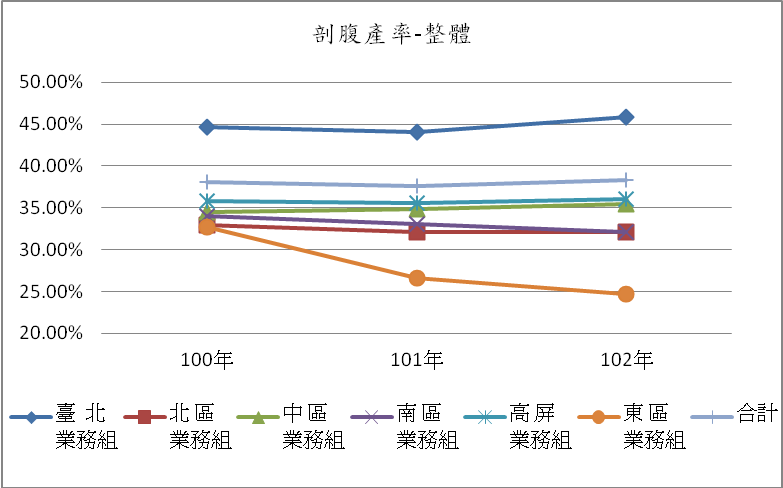 剖腹產率-整體
50.00%
45.00%
40.00%
35.00%
30.00%
25.00%
20.00%
100年 101年 102年
臺 北 北區 中區 南區 高屏 東區 合計
業務組 業務組 業務組 業務組 業務組 業務組